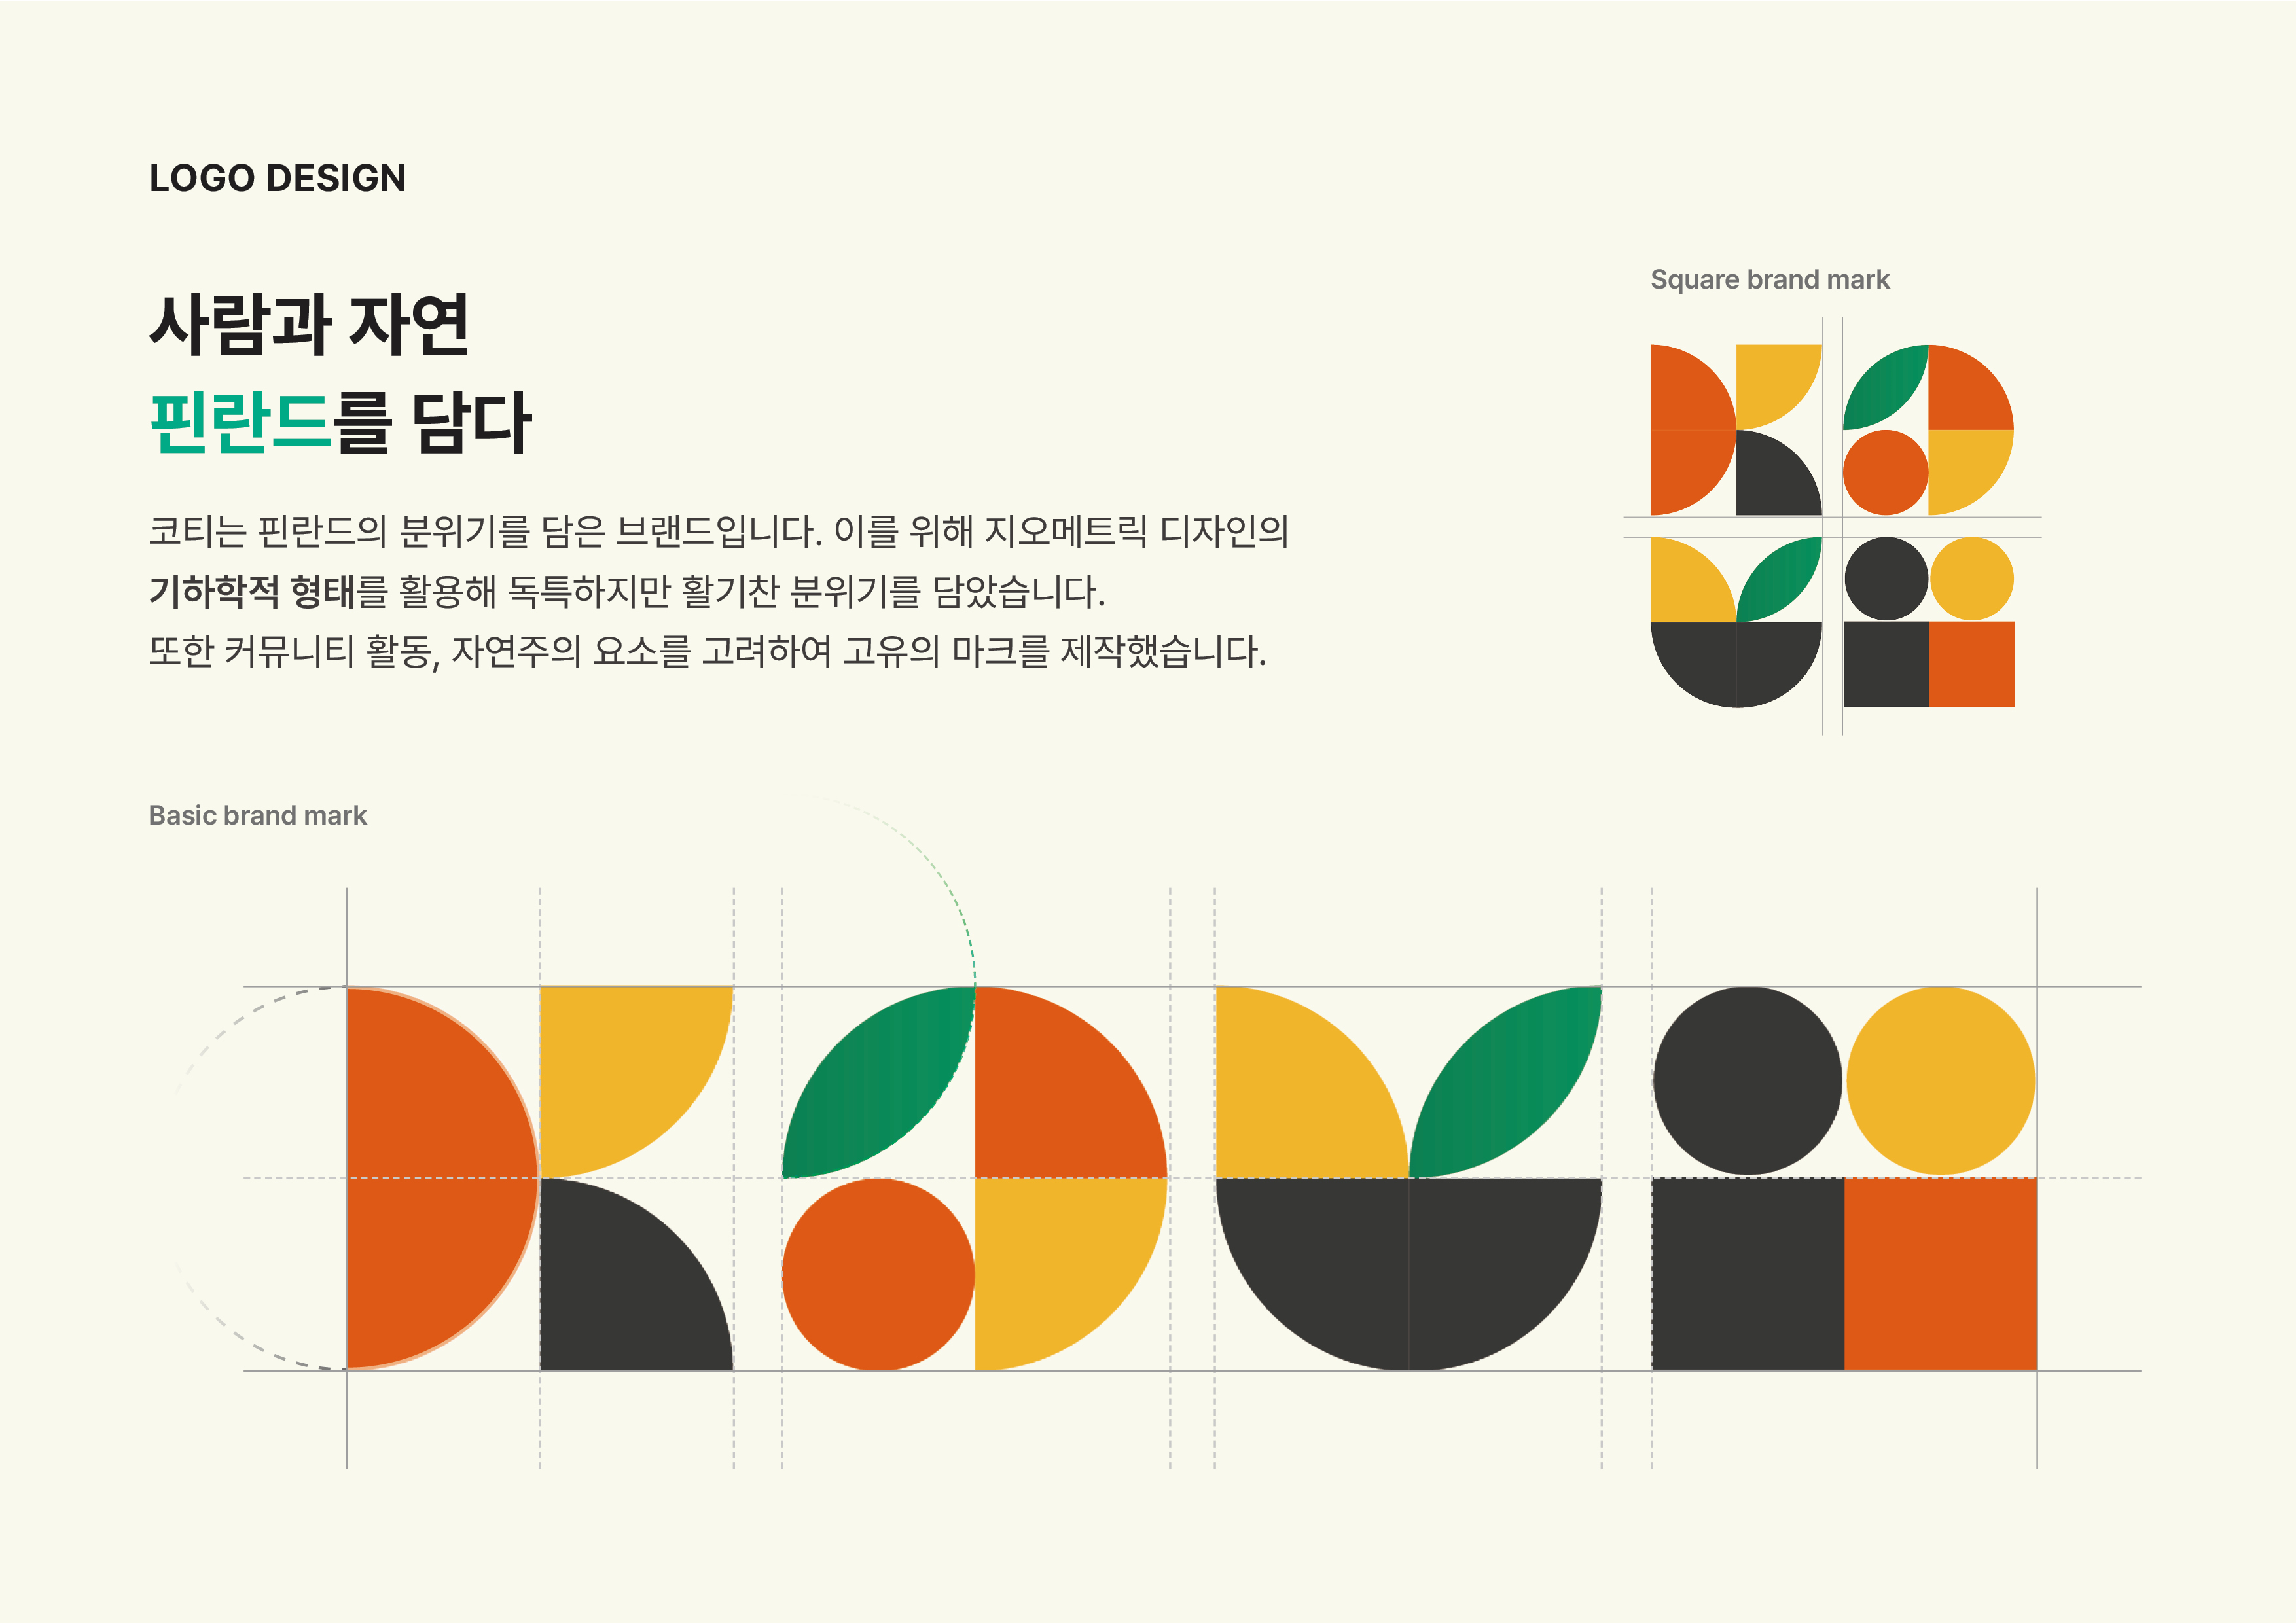 LOGO DESIGN
사람과 자연
핀란드를 담다
코티는 핀란드의 분위기를 담은 브랜드입니다. 이를 위해 지오메트릭 디자인의
기하학적 형태를 활용해 독특하지만 활기찬 분위기를 담았습니다.
또한 커뮤니티 활동, 자연주의 요소를 고려하여 고유의 마크를 제작했습니다.
Square brand mark
Basic brand mark